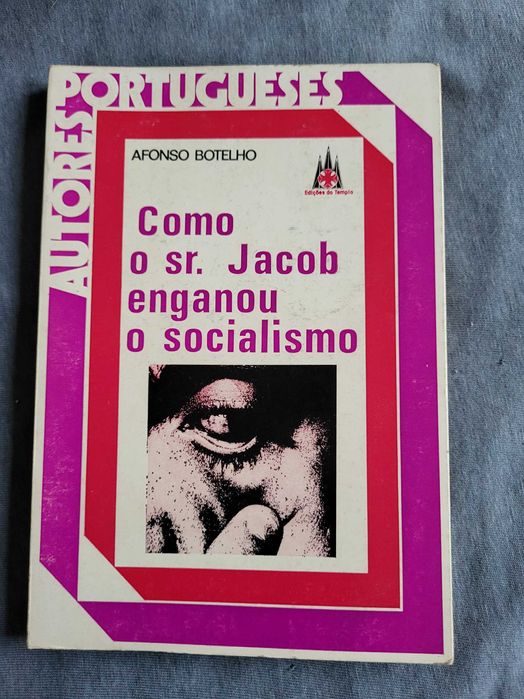 AUTORES PORTUGUESES
AFONSO BOTELHO
Edições do Templo
Como
o sr. Jacob
enganou
o socialismo